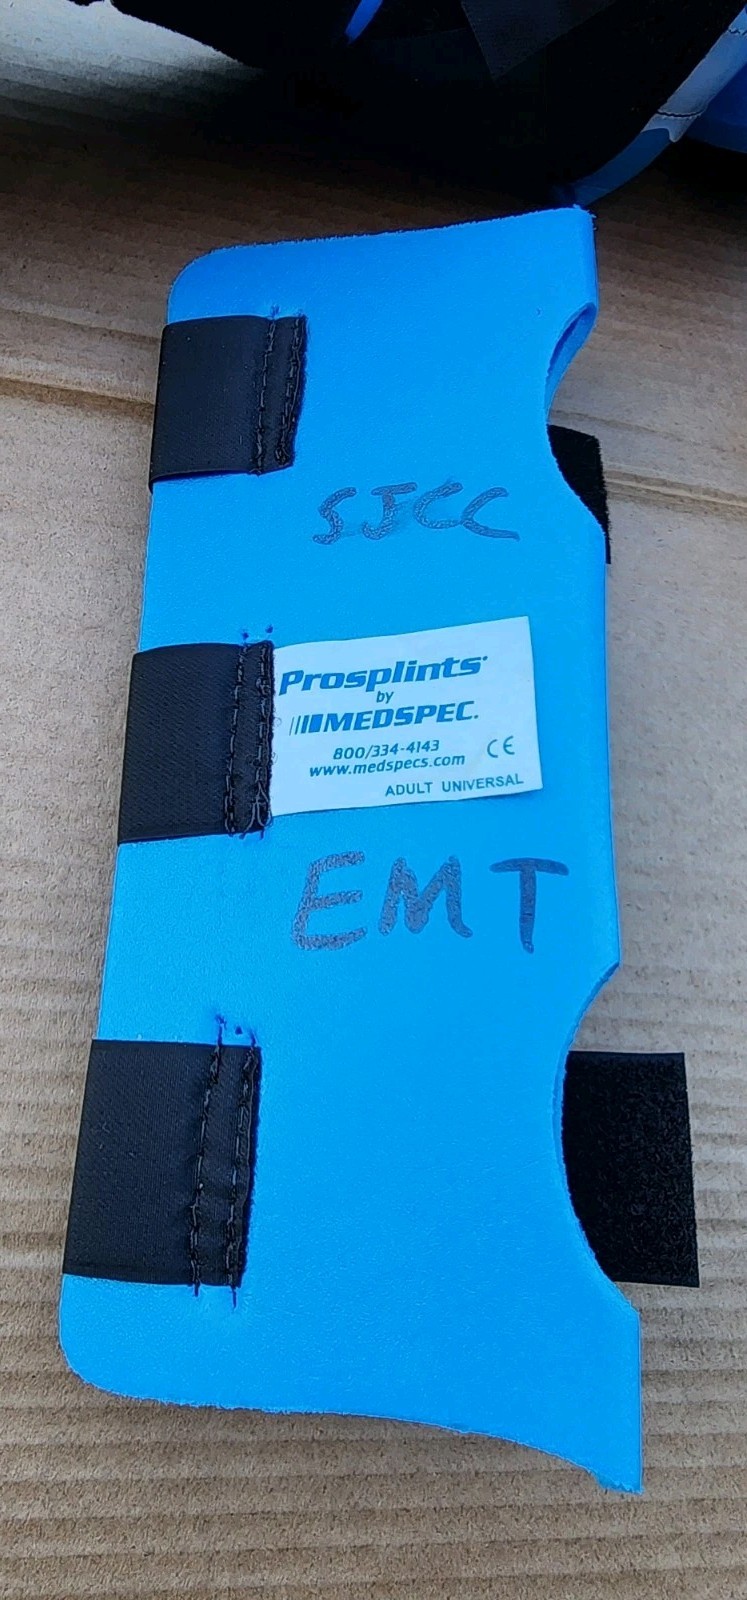 SJCC
Prosplints
by
MEDSPEC.
800/334-4143
www.medspecs.com CE
ADULT UNIVERSAL
EMT